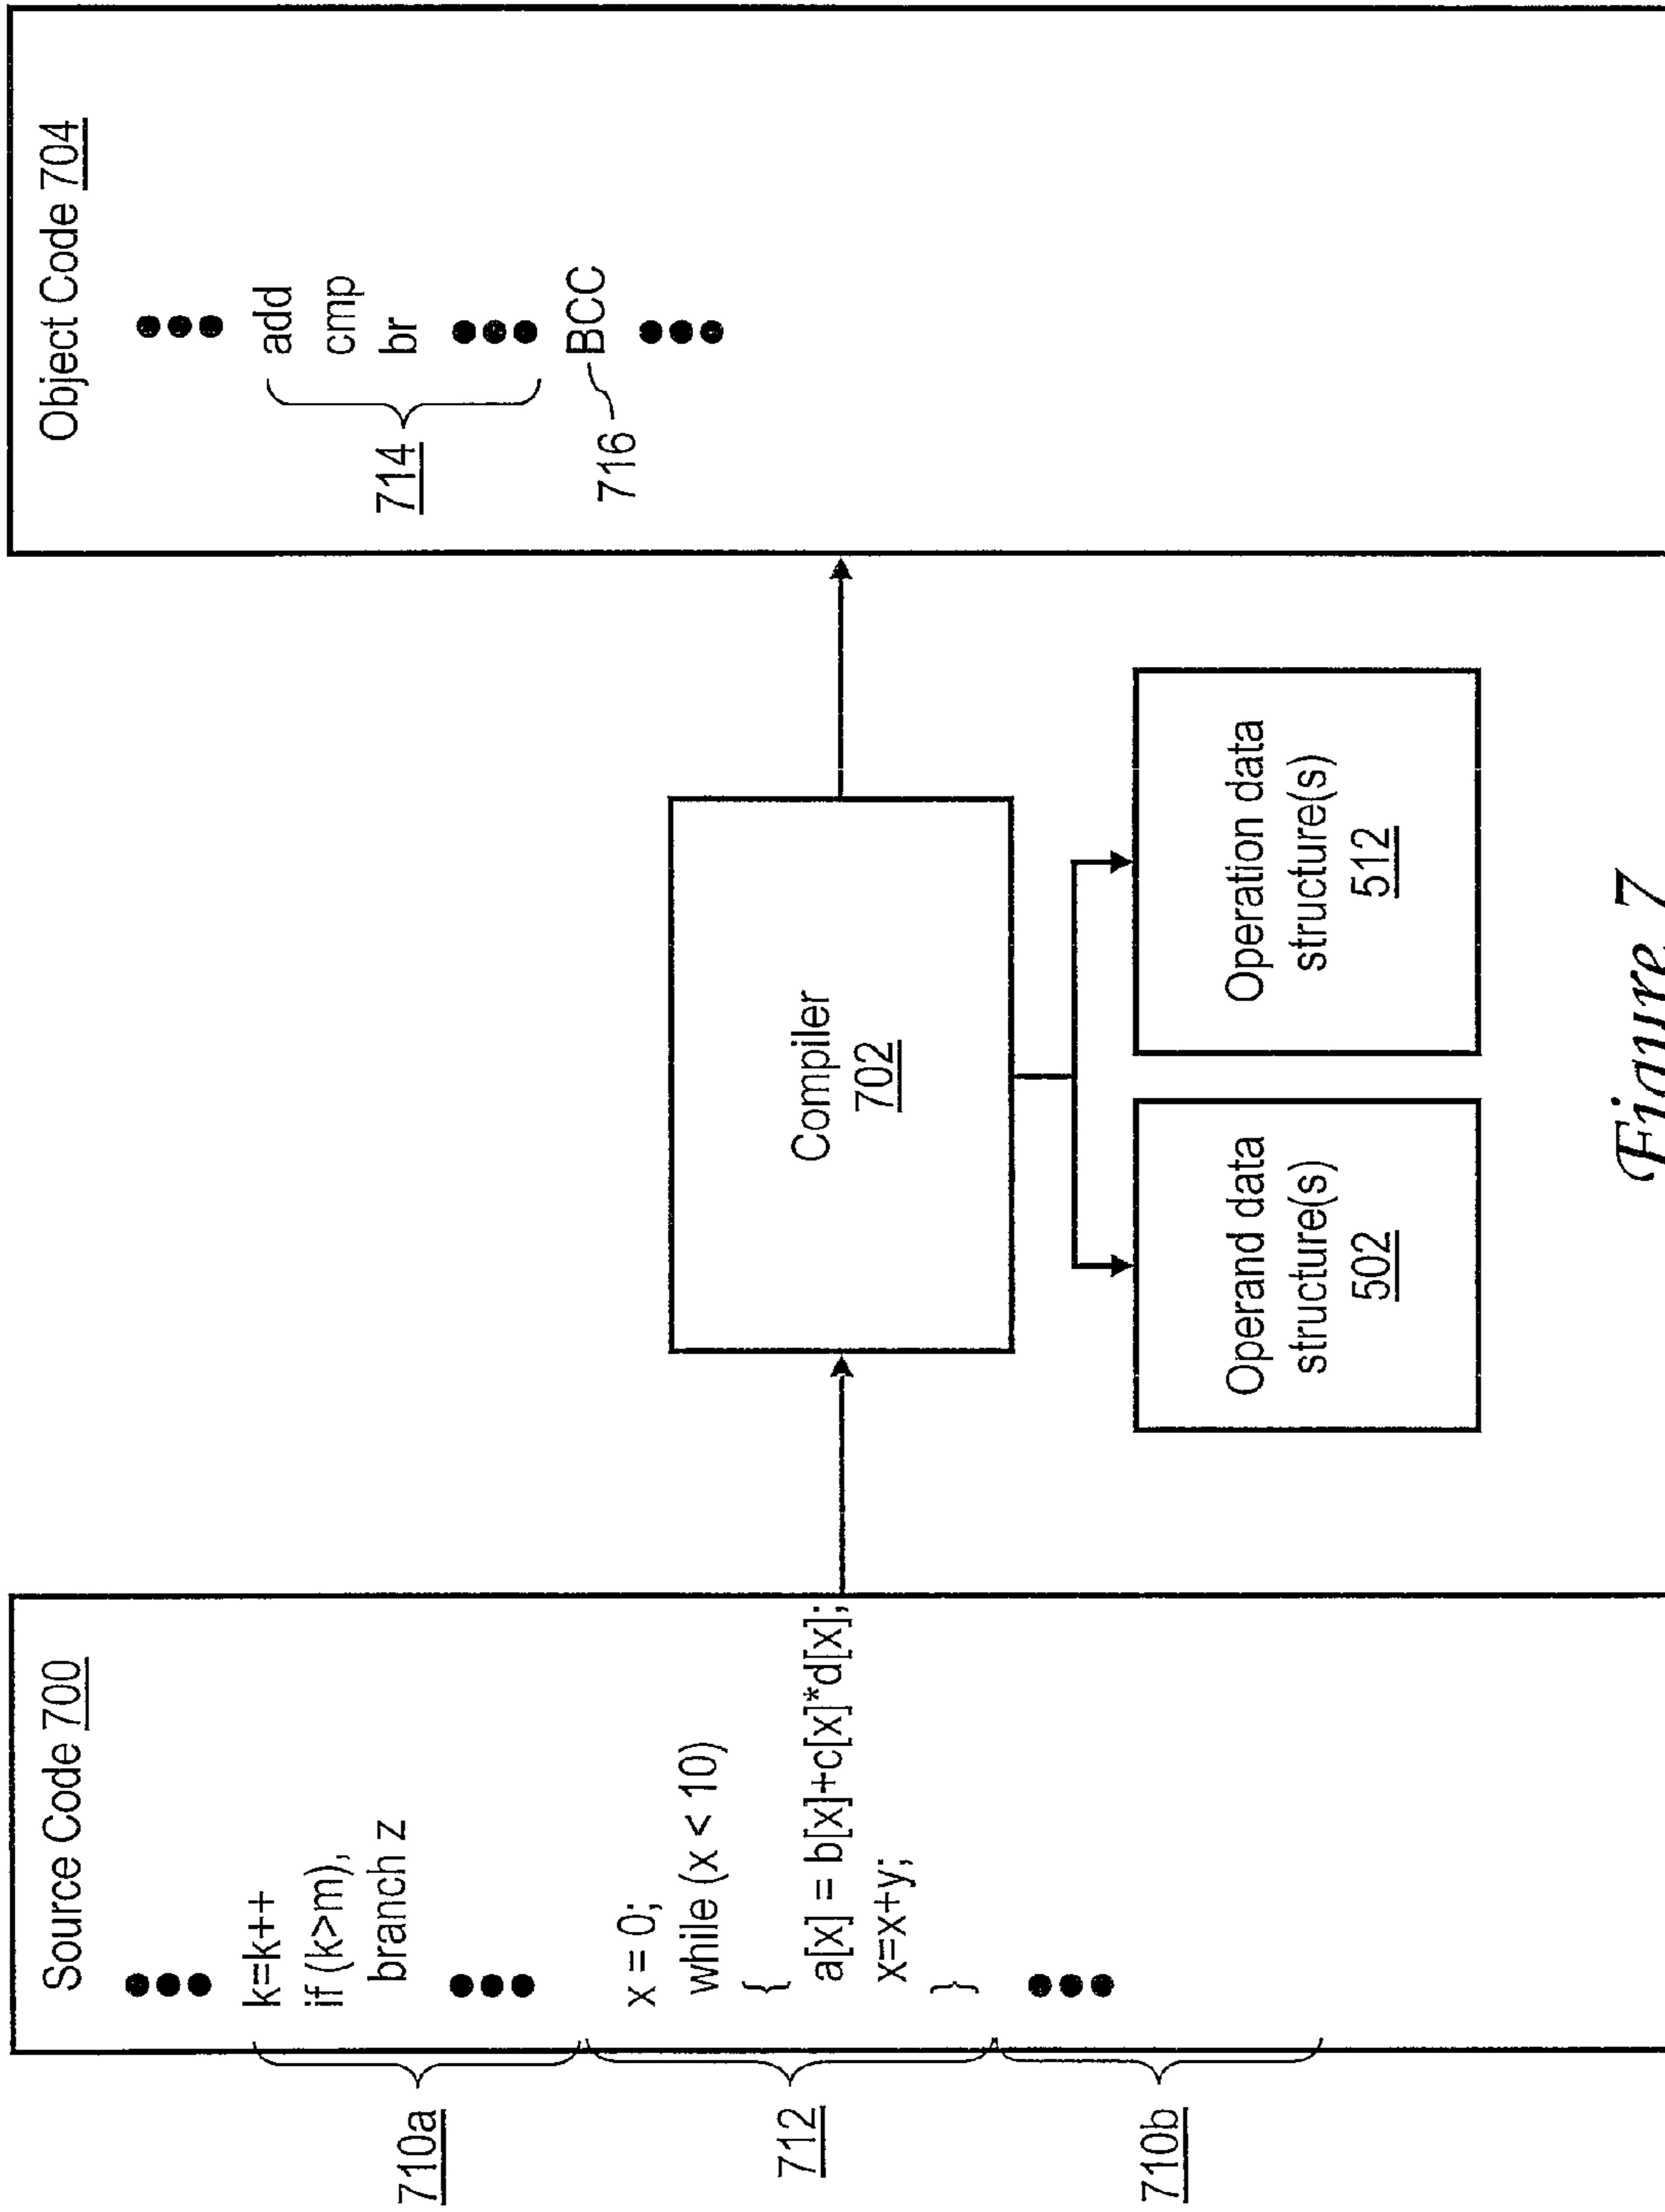 Source Code 700
k=k++
if (k>m),
branch z
x = 0;
while (x < 10)
{
a[x] = b[x]+c[x]*d[x];
x=x+y;
}
710a
712
710b
Compiler
702
Operand data
structure(s)
502
Operation data
structure(s)
512
Object Code 704
add
cmp
br
BCC
714
716
Figure 7